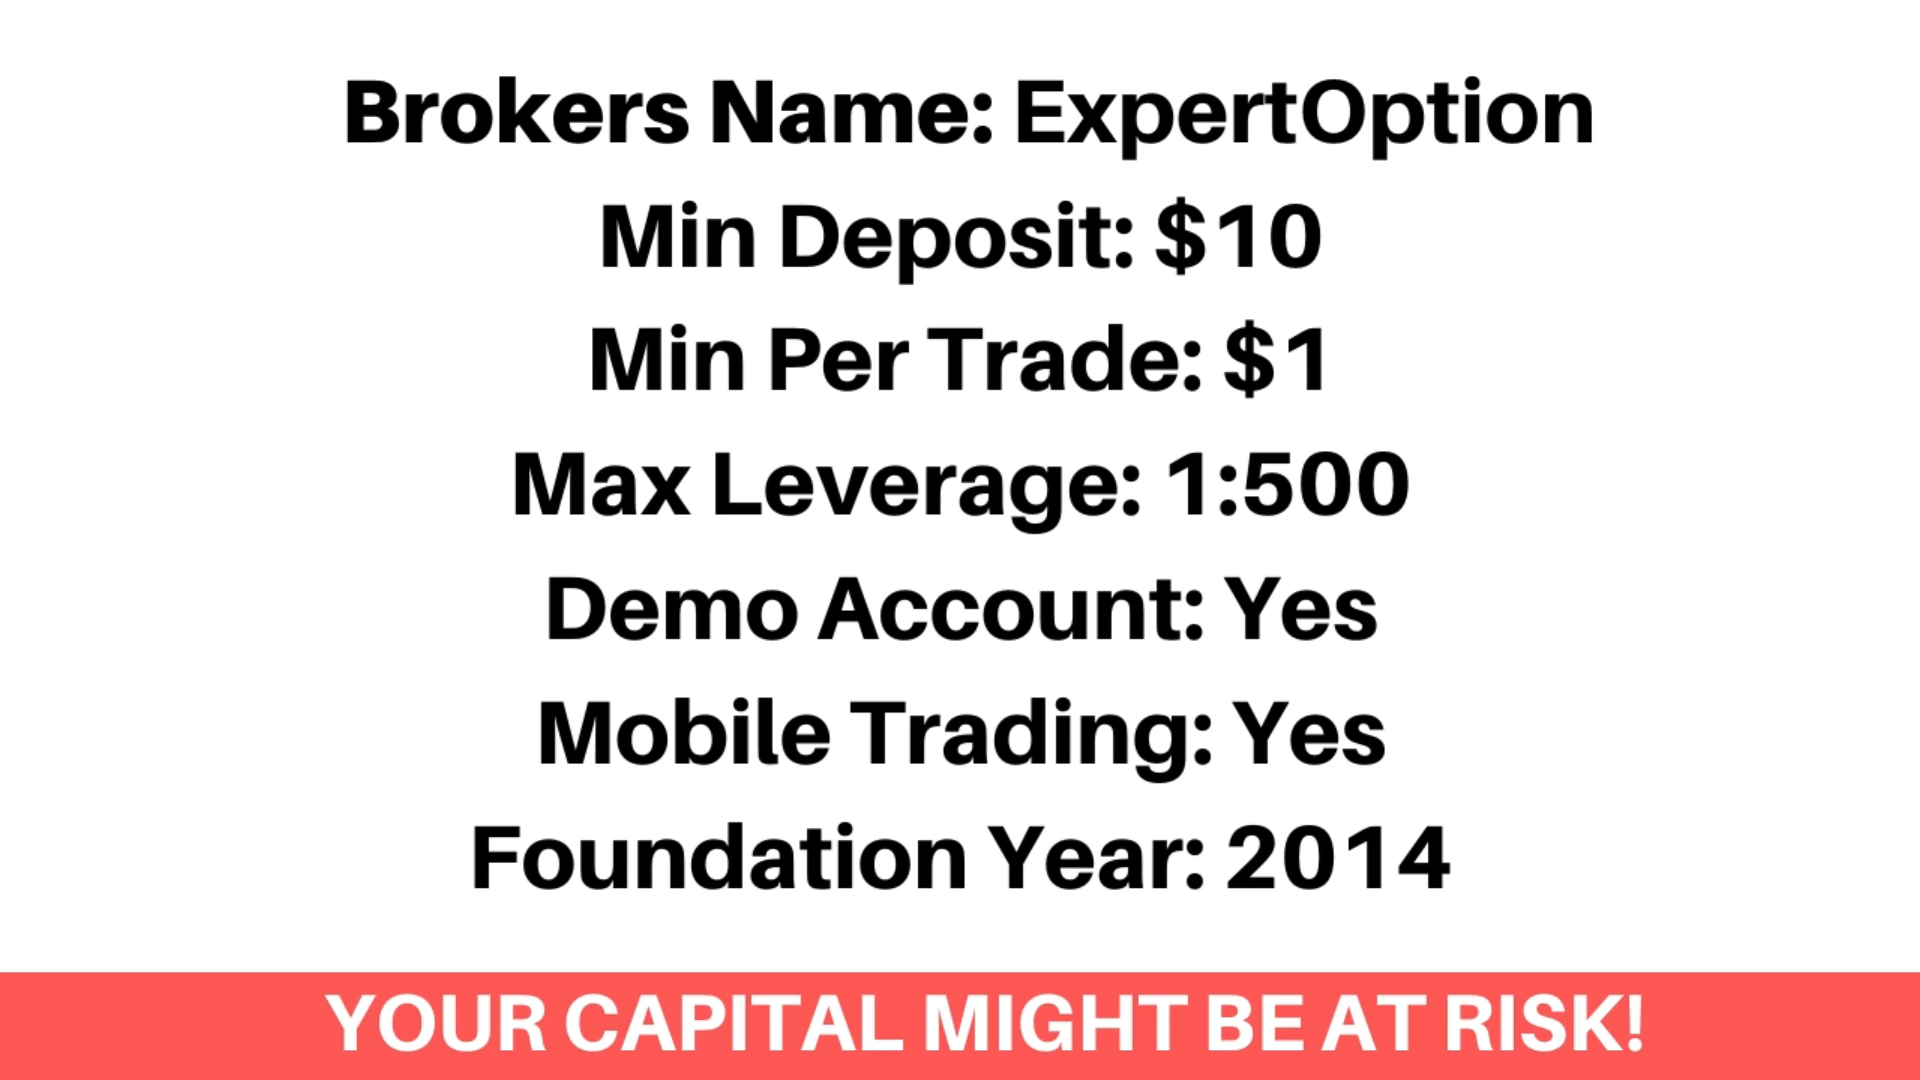 Brokers Name: ExpertOption
Min Deposit: $10
Min Per Trade: $1
Max Leverage: 1:500
Demo Account: Yes
Mobile Trading: Yes
Foundation Year: 2014
YOUR CAPITAL MIGHT BE AT RISK!